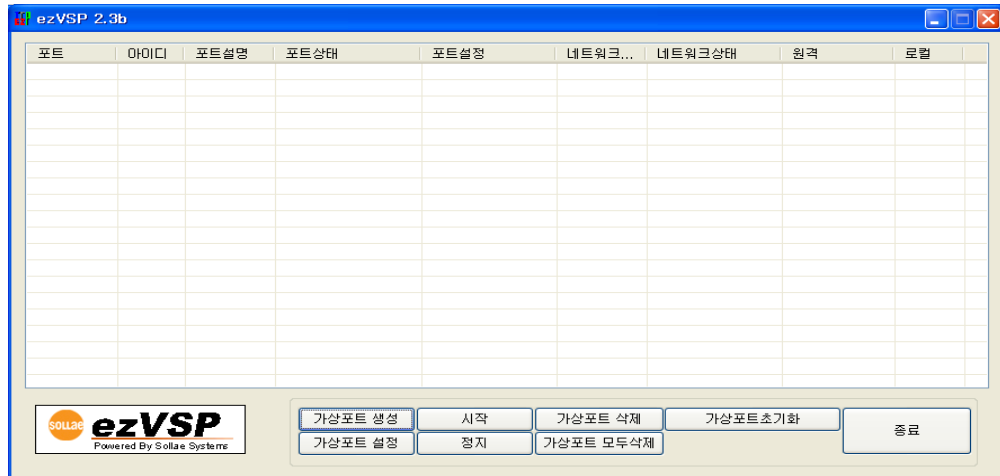 ezVSP 2.3b
포트 아이디 포트설명 포트상태 포트설정 네트워크... 네트워크상태 원격 로컬
가상포트 생성 시작 가상포트 삭제 가상포트초기화 종료
가상포트 설정 정지 가상포트 모두삭제
SOLLAE ezVSP
Powered By Sollae Systems